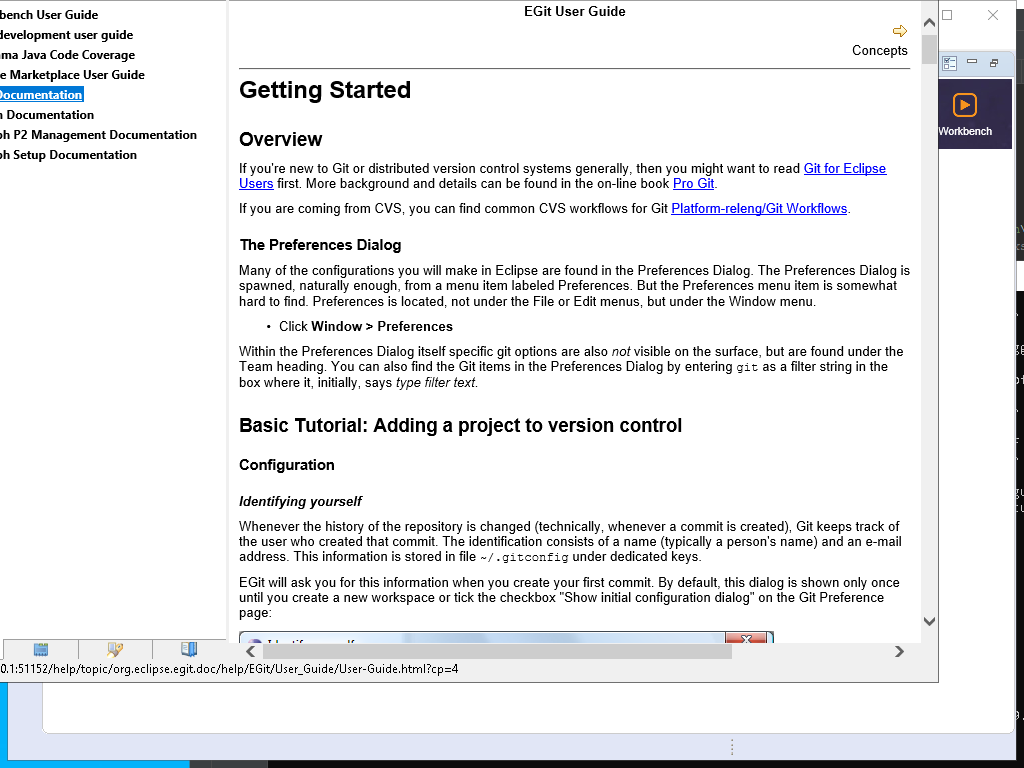 bench User Guide
development user guide
ma Java Code Coverage
e Marketplace User Guide
Documentation
n Documentation
ph P2 Management Documentation
ph Setup Documentation
EGit User Guide
Concepts
Getting Started
Overview
If you're new to Git or distributed version control systems generally, then you might want to read Git for Eclipse
Users first. More background and details can be found in the on-line book Pro Git.
If you are coming from CVS, you can find common CVS workflows for Git Platform-releng/Git Workflows.
The Preferences Dialog
Many of the configurations you will make in Eclipse are found in the Preferences Dialog. The Preferences Dialog is
spawned, naturally enough, from a menu item labeled Preferences. But the Preferences menu item is somewhat
hard to find. Preferences is located, not under the File or Edit menus, but under the Window menu.
• Click Window > Preferences
Within the Preferences Dialog itself specific git options are also not visible on the surface, but are found under the
Team heading. You can also find the Git items in the Preferences Dialog by entering git as a filter string in the
box where it, initially, says type filter text.
Basic Tutorial: Adding a project to version control
Configuration
Identifying yourself
Whenever the history of the repository is changed (technically, whenever a commit is created), Git keeps track of
the user who created that commit. The identification consists of a name (typically a person's name) and an e-mail
address. This information is stored in file ~/.gitconfig under dedicated keys.
EGit will ask you for this information when you create your first commit. By default, this dialog is shown only once
until you create a new workspace or tick the checkbox "Show initial configuration dialog" on the Git Preference
page:
0.1:51152/help/topic/org.eclipse.egit.doc/help/EGit/User_Guide/User-Guide.html?cp=4
Workbench